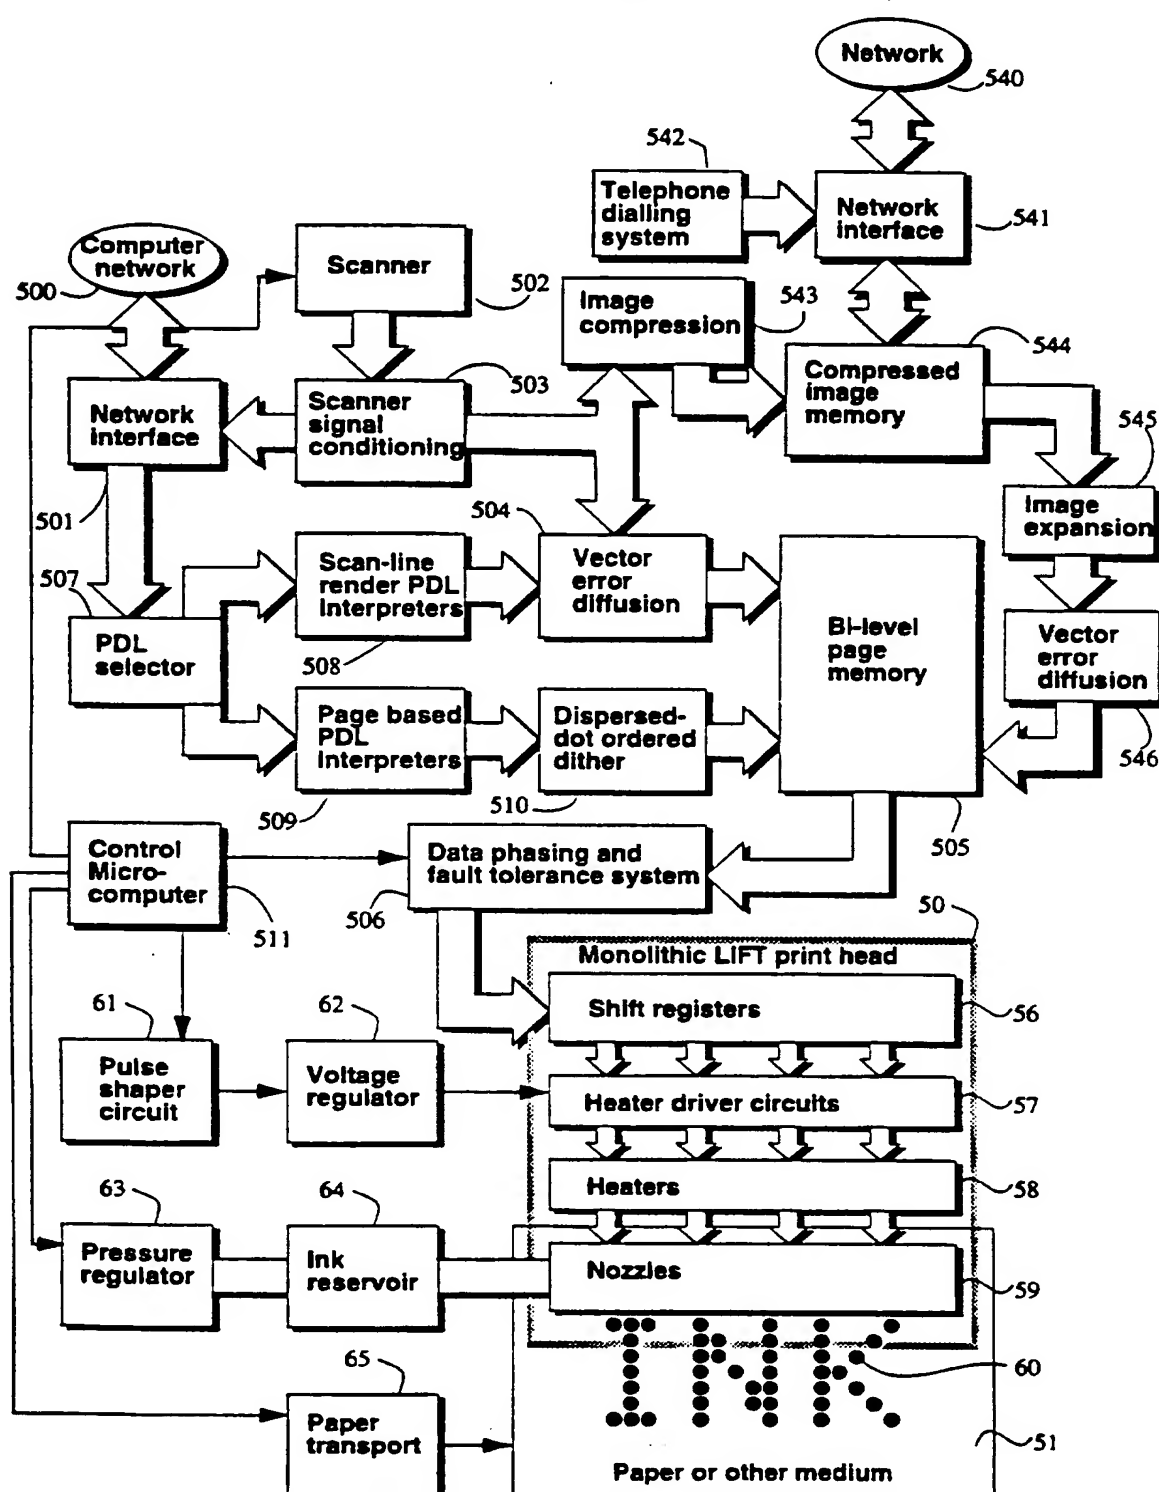 Network
540
542
Telephone
dialling
system
Network
interface
541
Computer
network
500
Scanner
502
Image
compression
543
544
Network
interface
501
503
Scanner
signal
conditioning
Compressed
image
memory
545
Image
expansion
504
507
PDL
selector
Scan-line
render PDL
interpreters
508
Vector
error
diffusion
Bi-level
page
memory
Vector
error
diffusion
546
Page based
PDL
interpreters
509
Dispersed-
dot ordered
dither
510
505
Control
Micro-
computer
511
Data phasing and
fault tolerance system
506
50
Monolithic LIFT print head
Shift registers
56
61
Pulse
shaper
circuit
62
Voltage
regulator
Heater driver circuits
57
Heaters
58
63
Pressure
regulator
64
Ink
reservoir
Nozzles
59
INK
60
65
Paper
transport
51
Paper or other medium